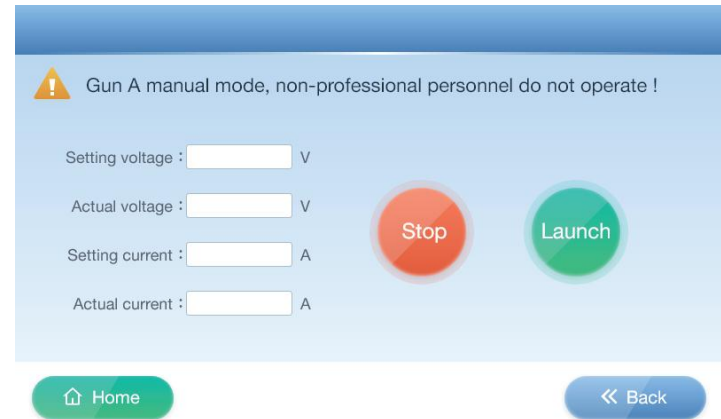 Gun A manual mode, non-professional personnel do not operate !
Setting voltage : V
Actual voltage : V
Setting current : A
Actual current : A
Stop
Launch
Home
Back